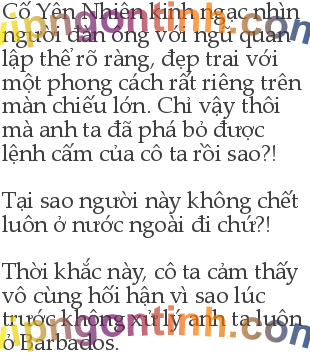 Cố Yên Nhiên kinh ngạc nhìn
người đàn ông với ngũ quan
lập thể rõ ràng, đẹp trai với
một phong cách rất riêng trên
màn chiếu lớn. Chỉ vậy thôi
mà anh ta đã phá bỏ được
lệnh cấm của cô ta rồi sao?!
Tại sao người này không chết
luôn ở nước ngoài đi chứ?!
Thời khắc này, cô ta cảm thấy
vô cùng hối hận vì sao lúc
trước không xử lý anh ta luôn
ở Barbados.
vipngontinh.com
vipngontinh.com